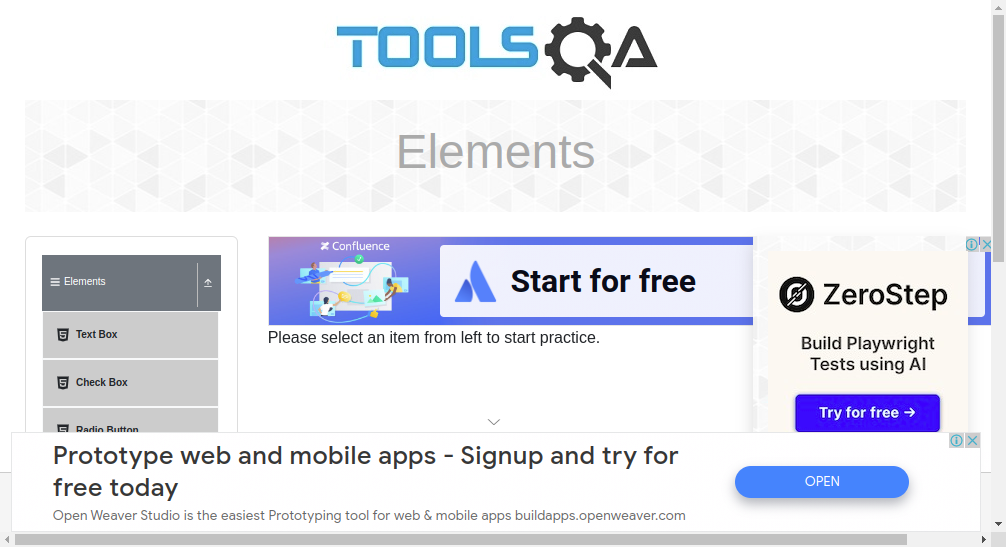 TOOLSQA
Elements
Elements
Text Box
Check Box
Radio Button
Confluence
Start for free
Please select an item from left to start practice.
ZeroStep
Build Playwright
Tests using AI
Try for free →
Prototype web and mobile apps - Signup and try for
free today
Open Weaver Studio is the easiest Prototyping tool for web & mobile apps buildapps.openweaver.com
OPEN